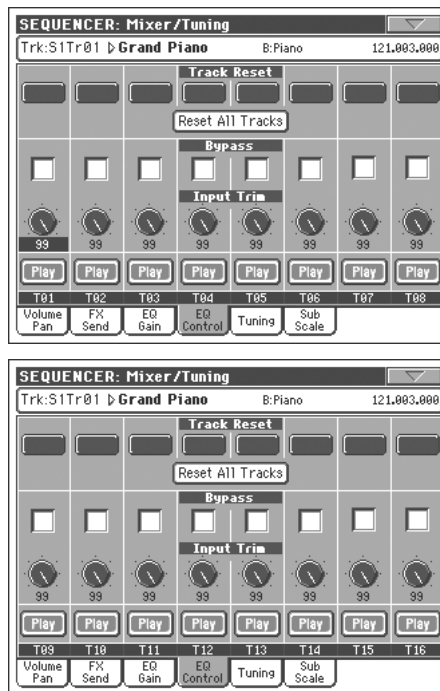 SEQUENCER: Mixer/Tuning
Trk:S1Tr01 Grand Piano B:Piano 121.003.000
Track Reset
Reset All Tracks
Bypass
Input Trim
99 99 99 99 99 99 99 99
Play Play Play Play Play Play Play Play
T01 T02 T03 T04 T05 T06 T07 T08
Volume Pan FX Send EQ Gain EQ Control Tuning Sub Scale
SEQUENCER: Mixer/Tuning
Trk:S1Tr01 Grand Piano B:Piano 121.003.000
Track Reset
Reset All Tracks
Bypass
Input Trim
99 99 99 99 99 99 99 99
Play Play Play Play Play Play Play Play
T09 T10 T11 T12 T13 T14 T15 T16
Volume Pan FX Send EQ Gain EQ Control Tuning Sub Scale